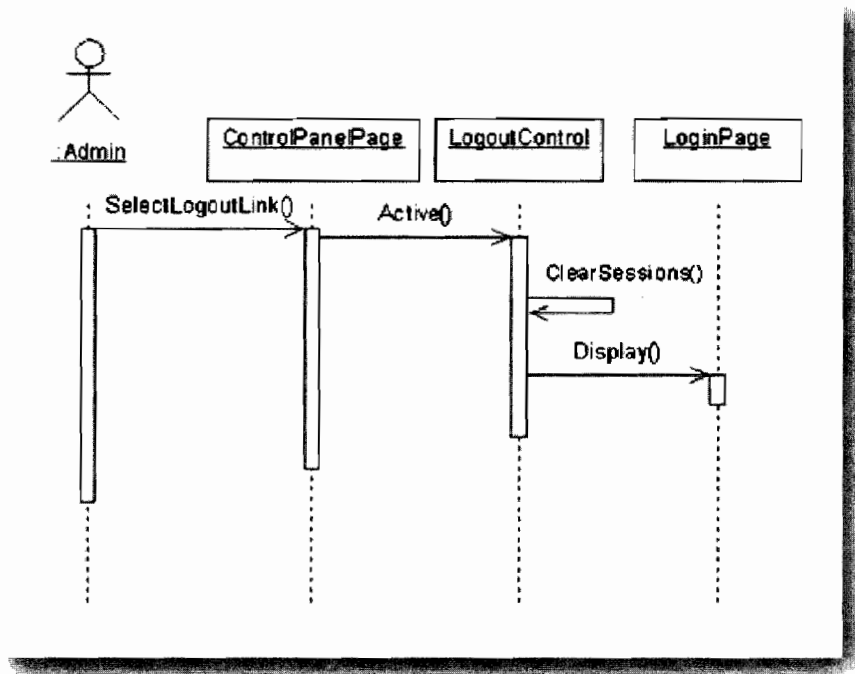 :Admin
ControlPanelPage
LogoutControl
LoginPage
SelectLogoutLink()
Active()
ClearSessions()
Display()